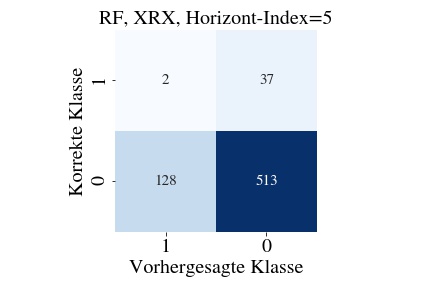 RF, XRX, Horizont-Index=5
Korrekte Klasse
1
2
37
0
128
513
1
0
Vorhergesagte Klasse